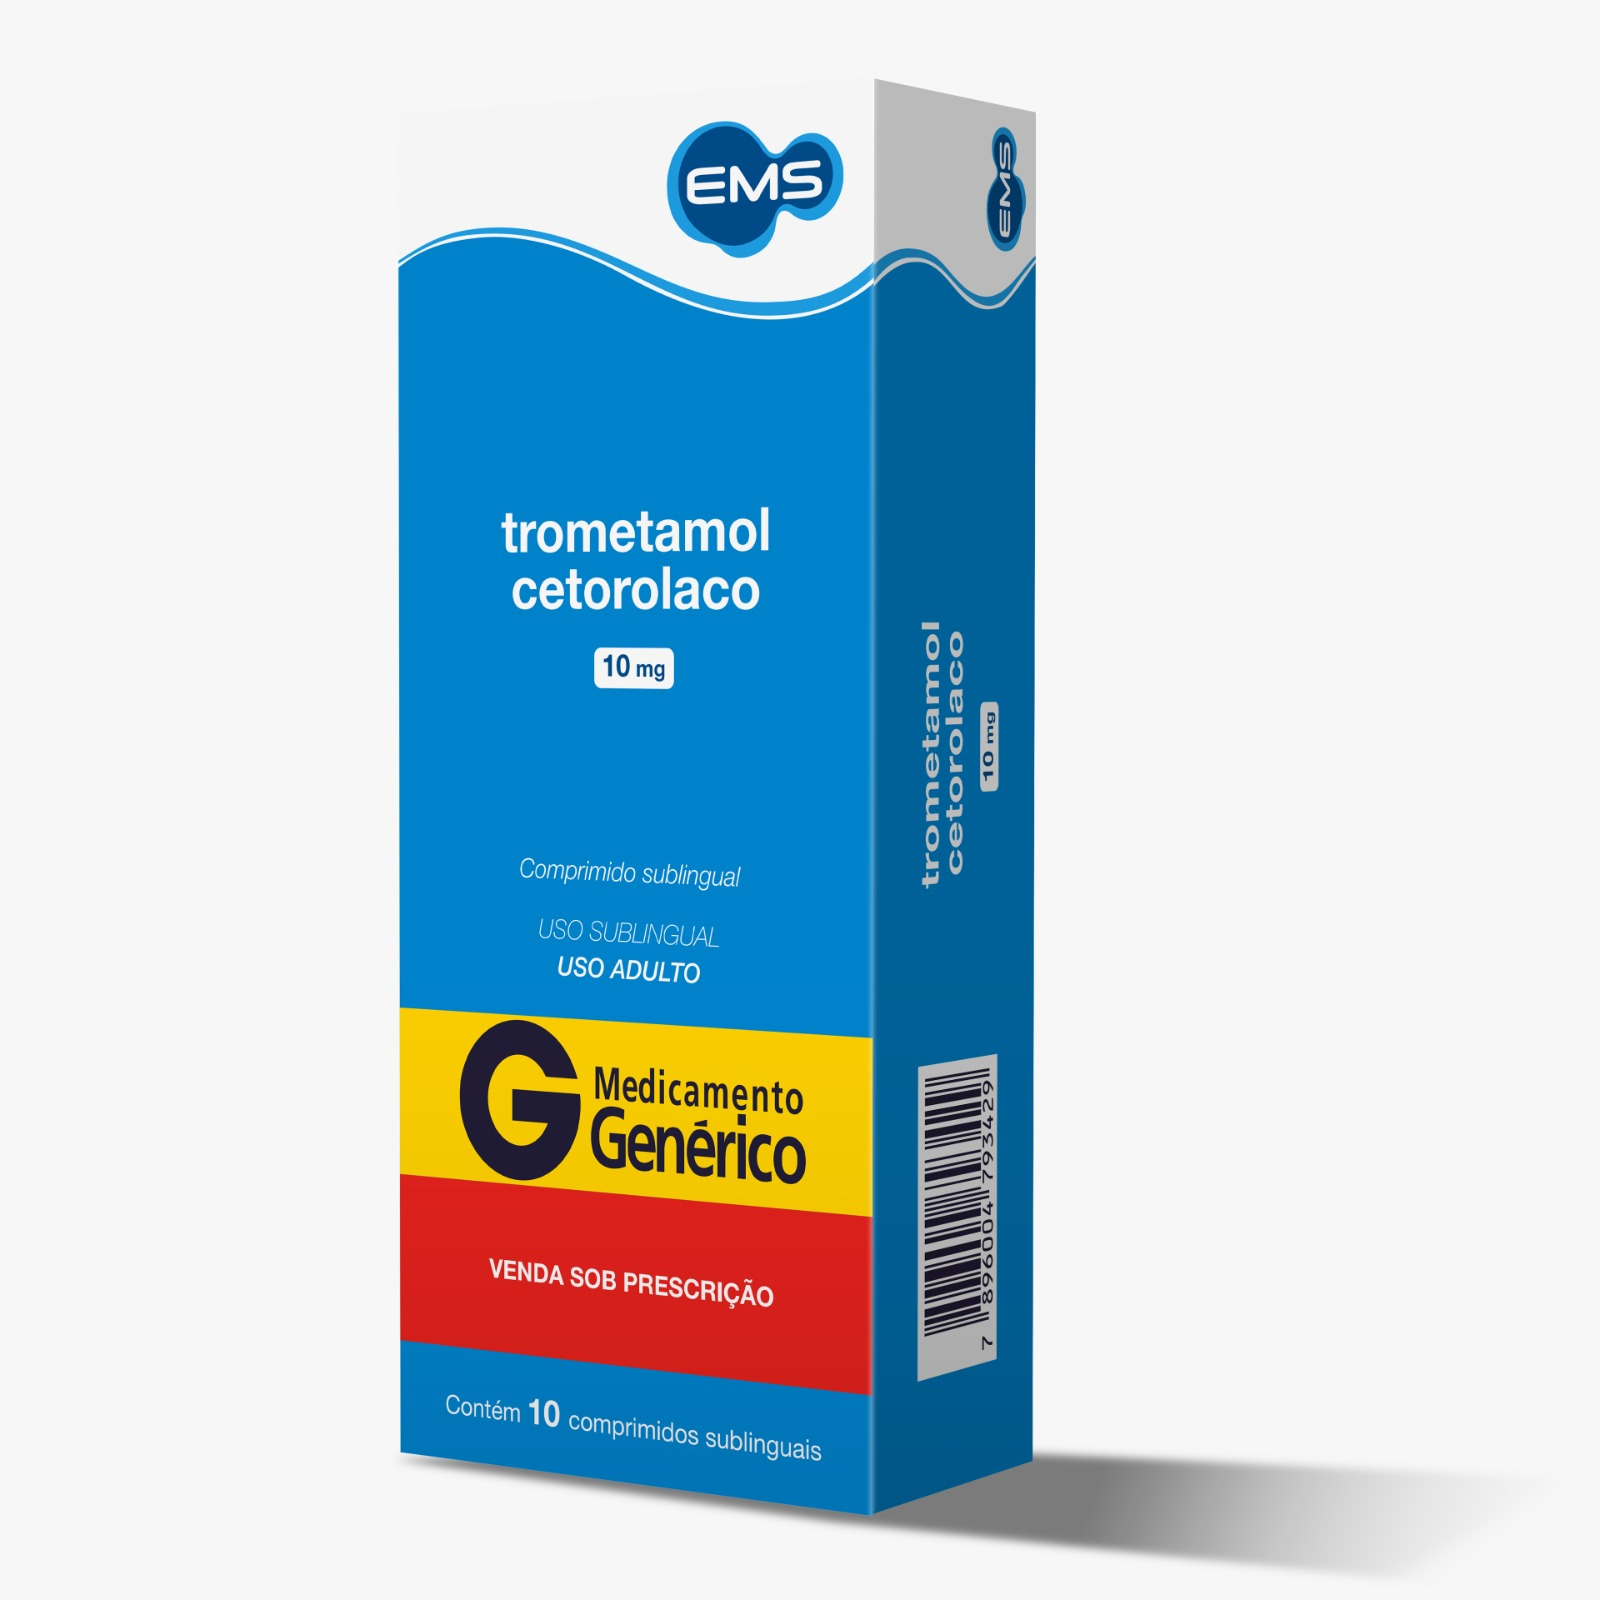 EMS
trometamol
cetorolaco
10 mg
Comprimido sublingual
USO SUBLINGUAL
USO ADULTO
G
Medicamento
Genérico
VENDA SOB PRESCRIÇÃO
Contém 10 comprimidos sublinguais
EMS
trometamol
cetorolaco
10 mg
7 896004 793429